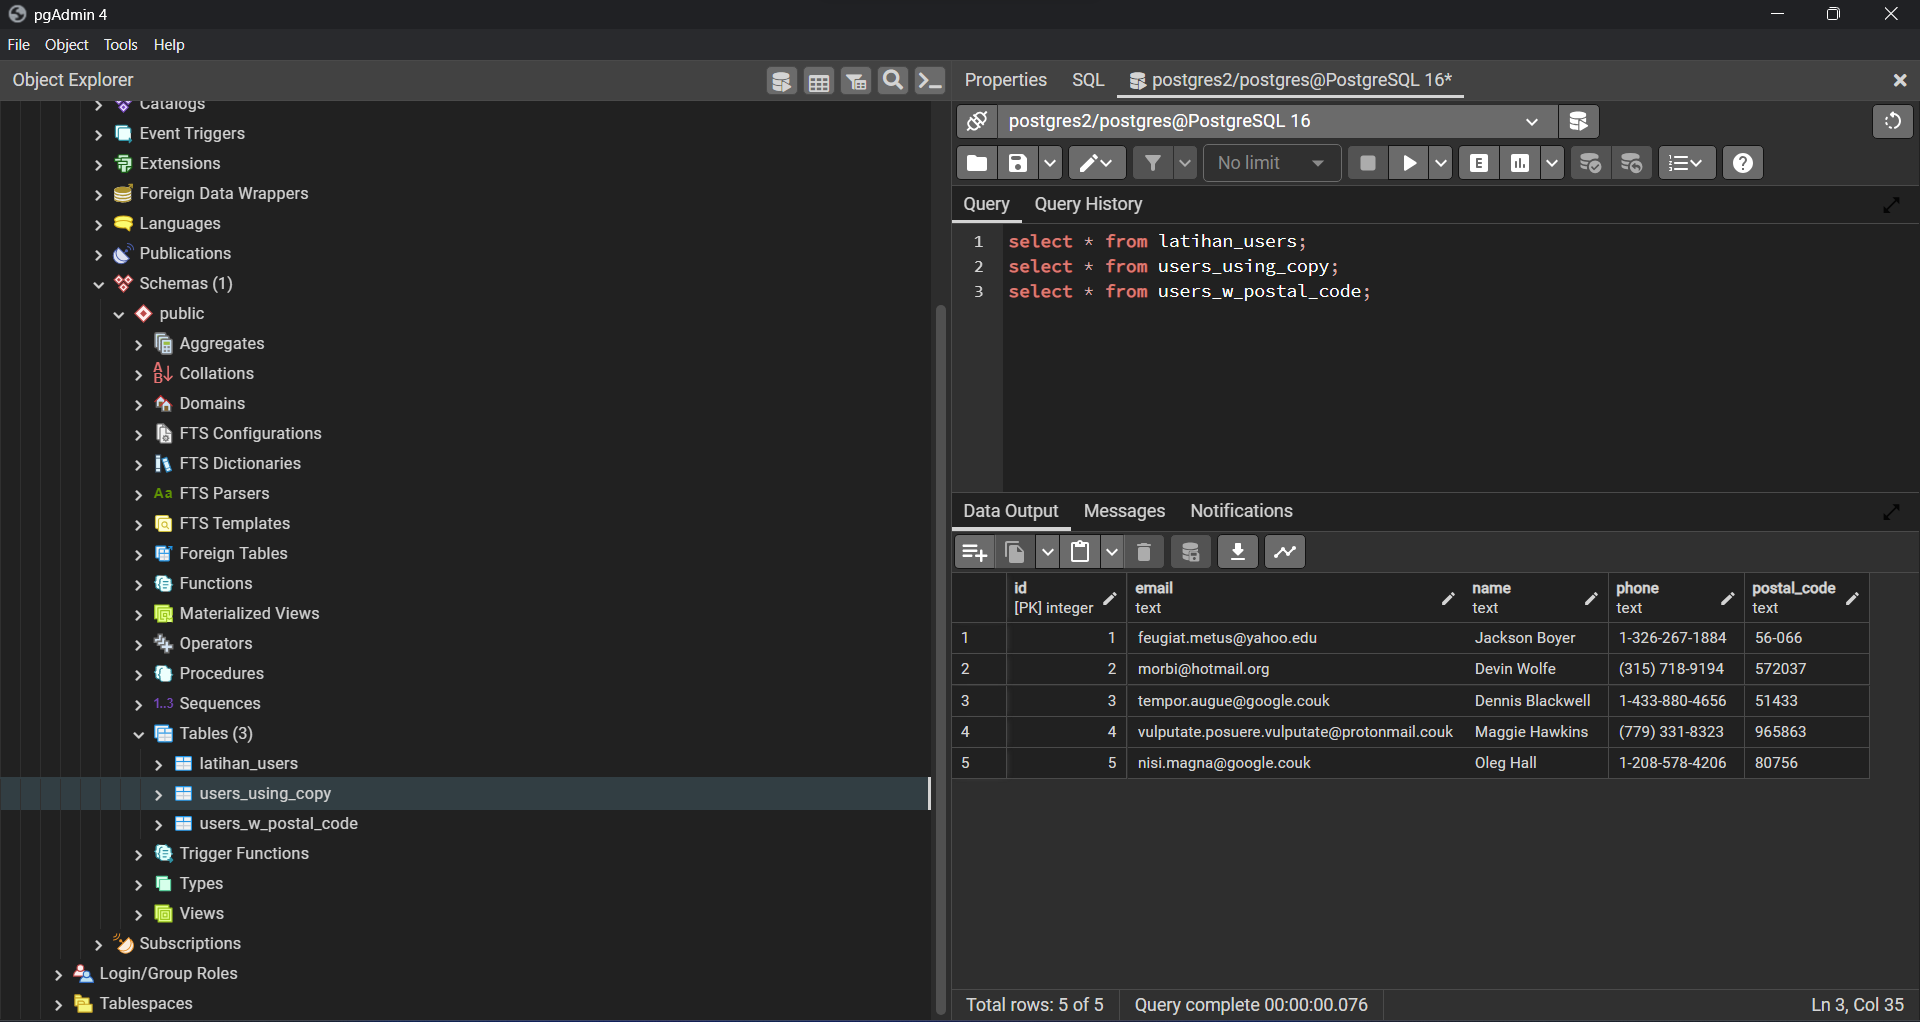 pgAdmin 4
File Object Tools Help
Object Explorer
Catalogs
Event Triggers
Extensions
Foreign Data Wrappers
Languages
Publications
Schemas (1)
public
Aggregates
Collations
Domains
FTS Configurations
FTS Dictionaries
Aa FTS Parsers
FTS Templates
Foreign Tables
Functions
Materialized Views
Operators
Procedures
1..3 Sequences
Tables (3)
latihan_users
users_using_copy
users_w_postal_code
Trigger Functions
Types
Views
Subscriptions
Login/Group Roles
Tablespaces
Properties SQL postgres2/postgres@PostgreSQL 16*
postgres2/postgres@PostgreSQL 16
No limit E
Query Query History
1 select * from latihan_users;
2 select * from users_using_copy;
3 select * from users_w_postal_code;
Data Output Messages Notifications
id email name phone postal_code
[PK] integer text text text text
1 1 feugiat.metus@yahoo.edu Jackson Boyer 1-326-267-1884 56-066
2 2 morbi@hotmail.org Devin Wolfe (315) 718-9194 572037
3 3 tempor.augue@google.couk Dennis Blackwell 1-433-880-4656 51433
4 4 vulputate.posuere.vulputate@protonmail.couk Maggie Hawkins (779) 331-8323 965863
5 5 nisi.magna@google.couk Oleg Hall 1-208-578-4206 80756
Total rows: 5 of 5 Query complete 00:00:00.076 Ln 3, Col 35